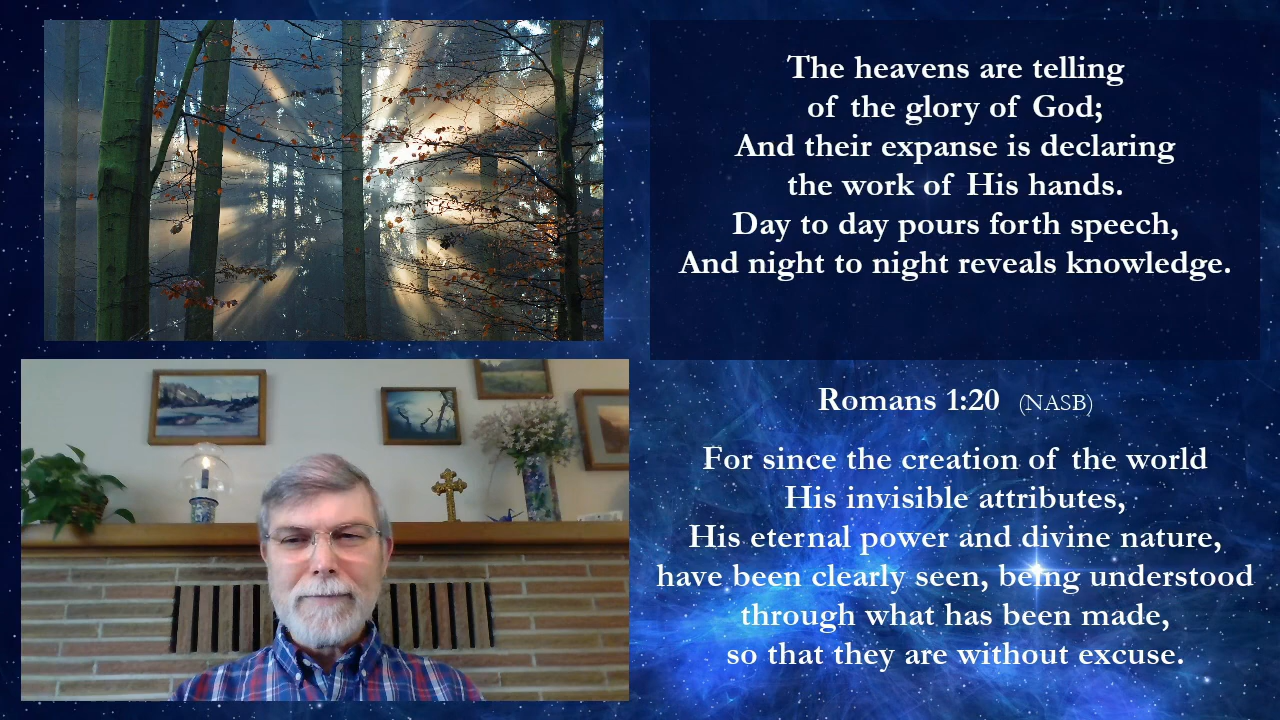 The heavens are telling
of the glory of God;
And their expanse is declaring
the work of His hands.
Day to day pours forth speech,
And night to night reveals knowledge.
Romans 1:20 (NASB)
For since the creation of the world
His invisible attributes,
His eternal power and divine nature,
have been clearly seen, being understood
through what has been made,
so that they are without excuse.